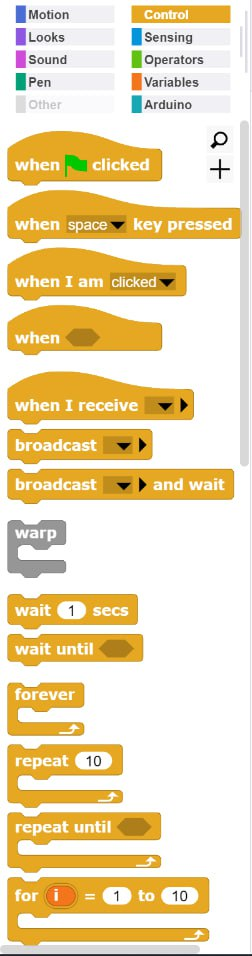 Motion Control
Looks Sensing
Sound Operators
Pen Variables
Other Arduino
when clicked
when space key pressed
when I am clicked
when
when I receive
broadcast
broadcast and wait
warp
wait 1 secs
wait until
forever
repeat 10
repeat until
for i = 1 to 10